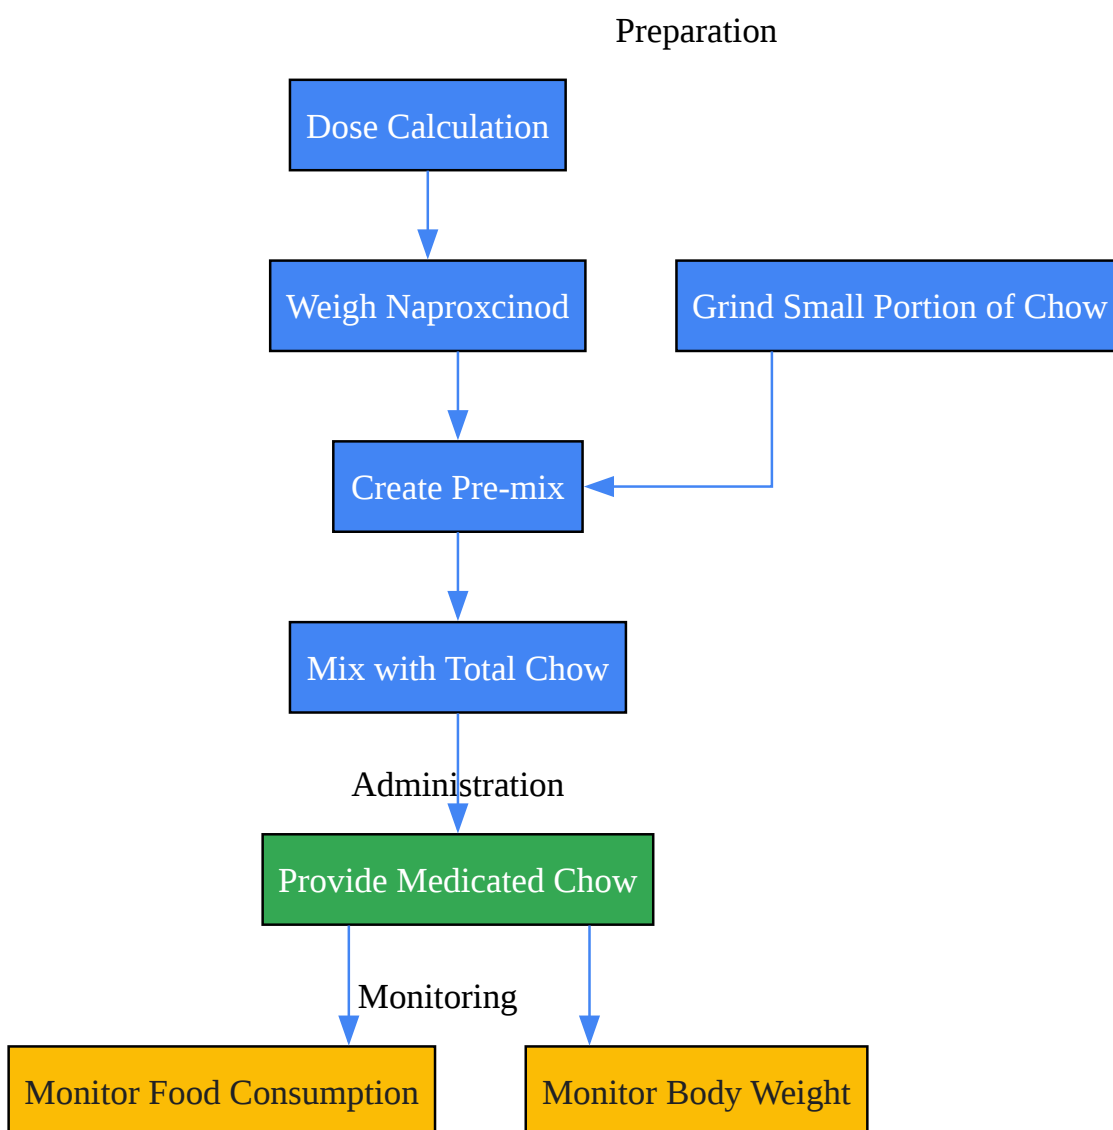 Preparation
Dose Calculation
Weigh Naproxcinod
Grind Small Portion of Chow
Create Pre-mix
Mix with Total Chow
Administration
Provide Medicated Chow
Monitoring
Monitor Food Consumption
Monitor Body Weight